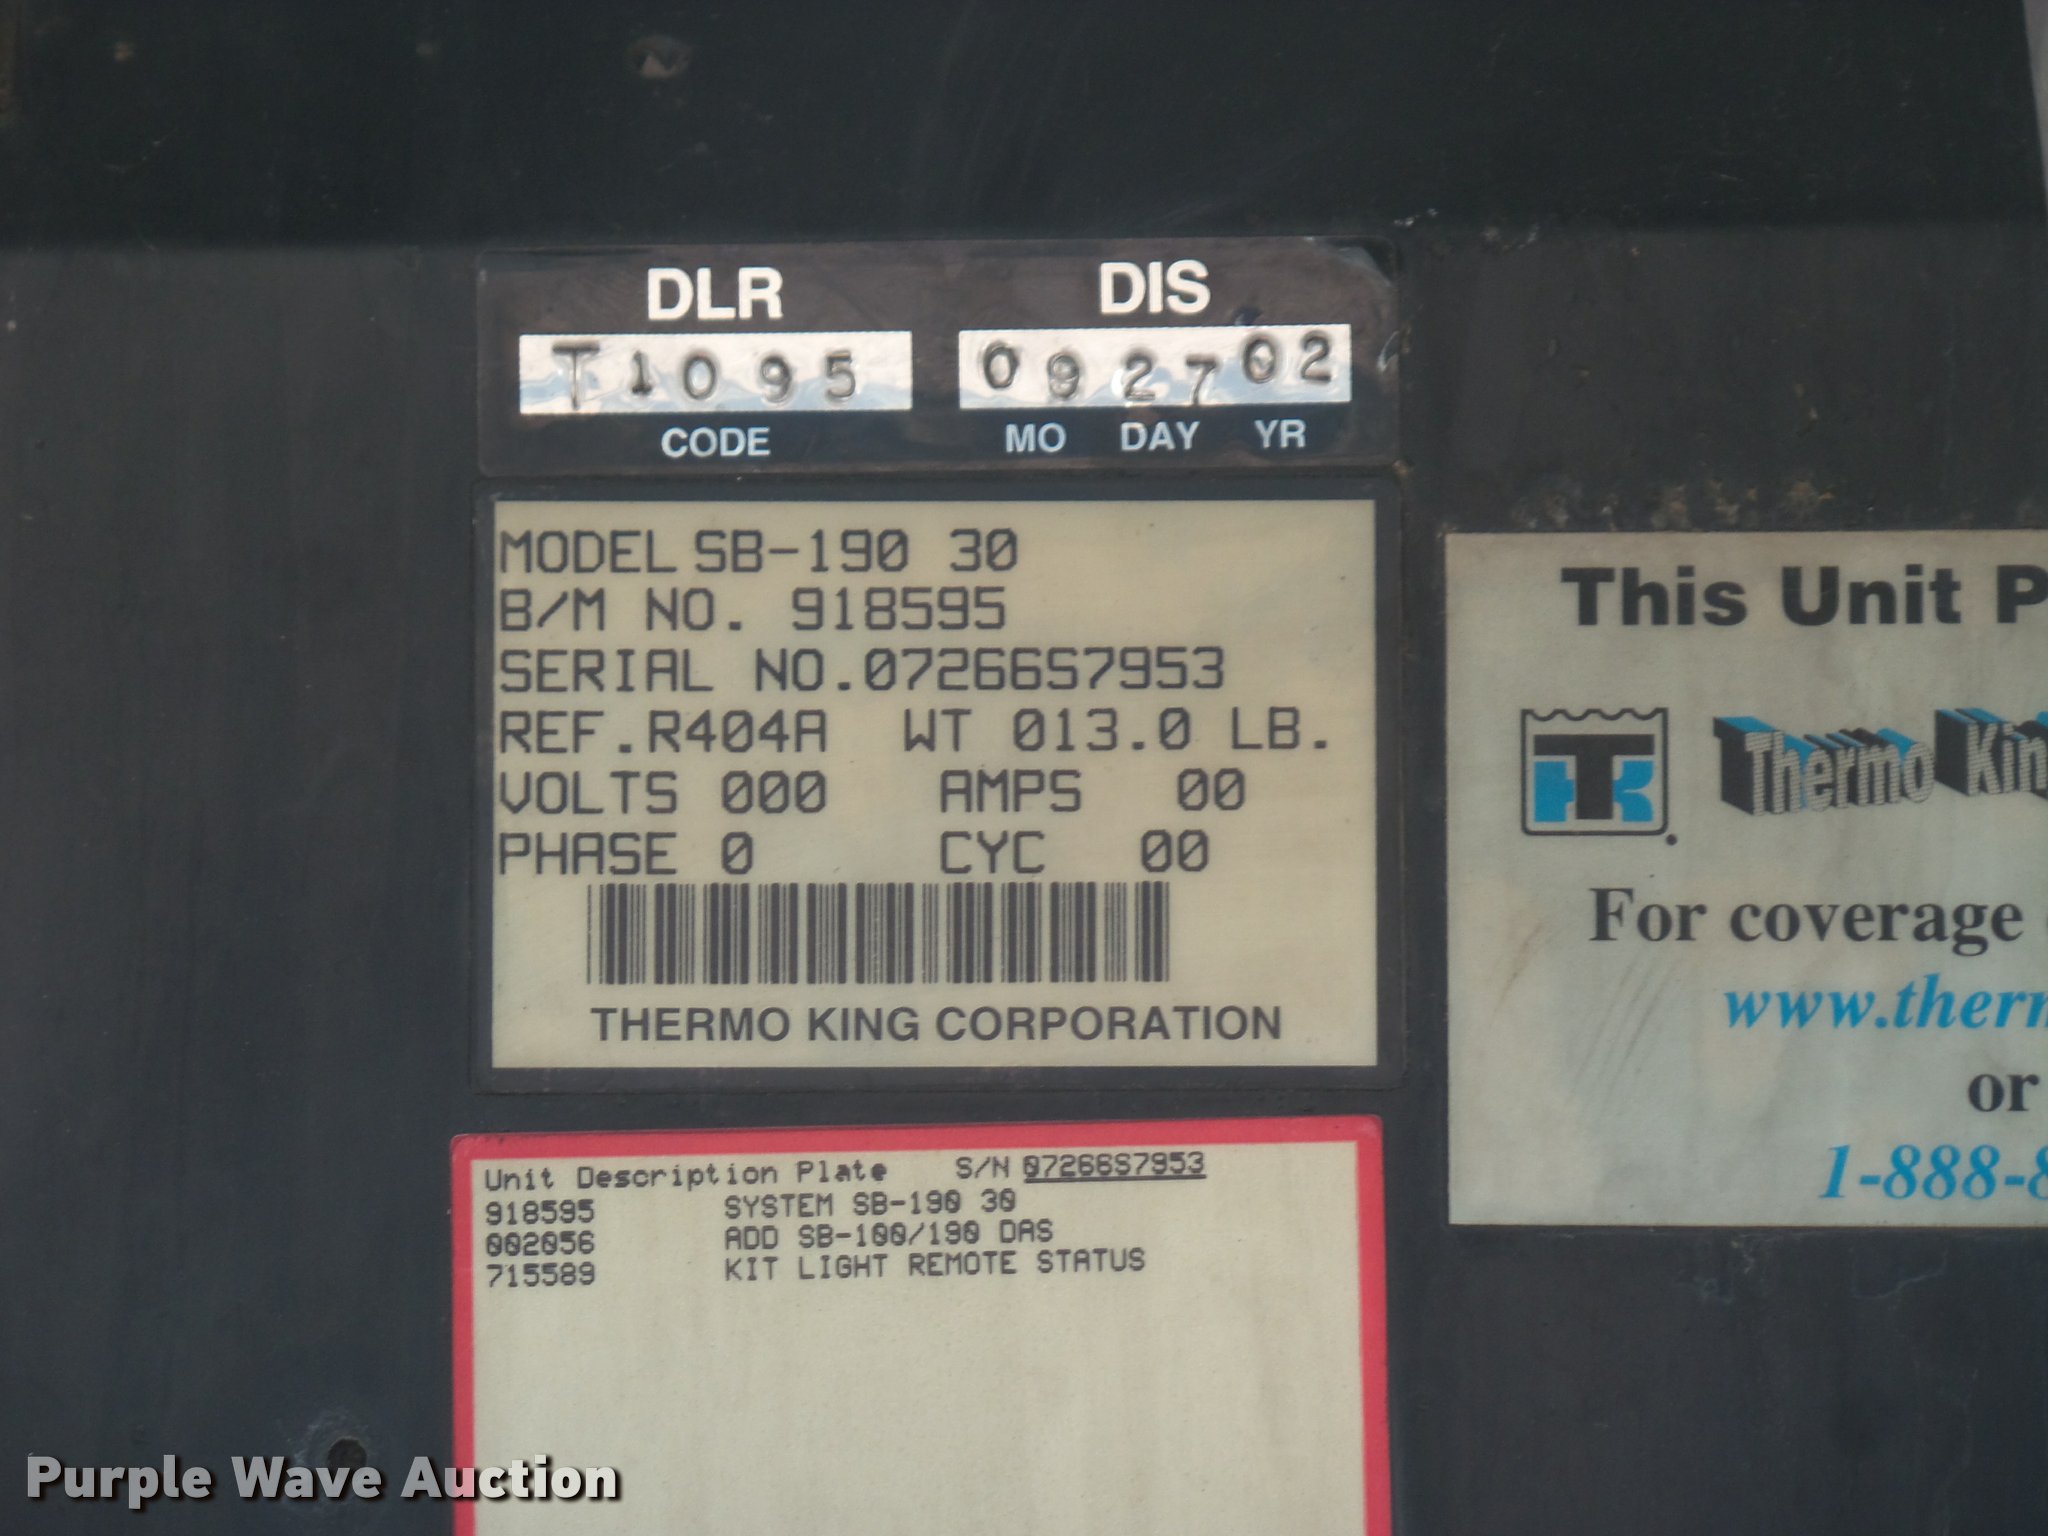 DLR DIS
T1095 092702
CODE MO DAY YR
MODEL SB-190 30
B/M NO. 918595
SERIAL NO.07266S7953
REF.R404A WT 013.0 LB.
VOLTS 000 AMPS 00
PHASE 0 CYC 00
THERMO KING CORPORATION
Unit Description Plate S/N 07266S7953
918595 SYSTEM SB-190 30
002056 ADD SB-100/190 DAS
715589 KIT LIGHT REMOTE STATUS
This Unit P
Thermo Kin
For coverage
www.therm
or
1-888-8
Purple Wave Auction